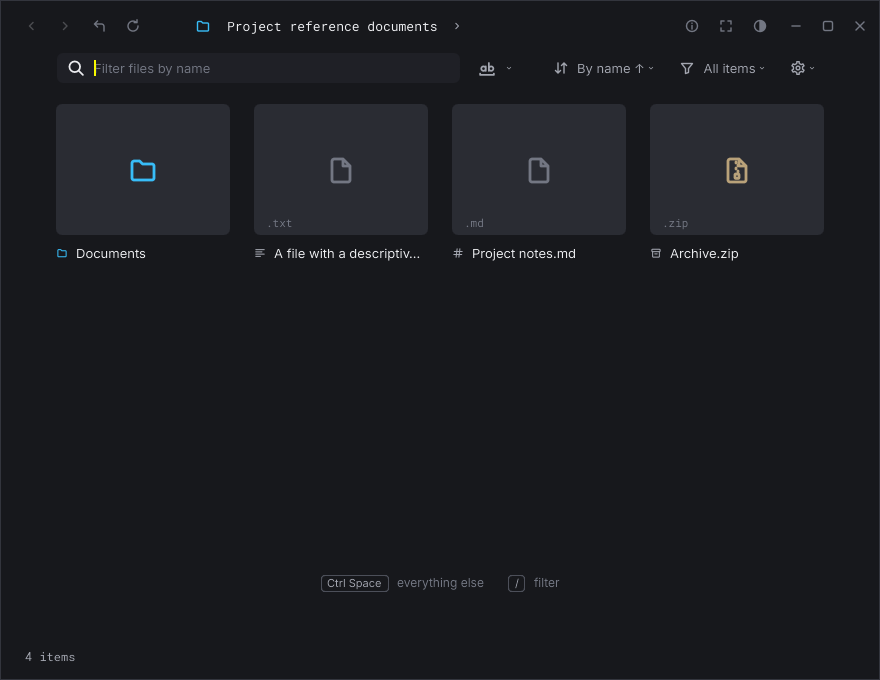 Project reference documents
Filter files by name
ab
By name ↑
All items
.txt
.md
.zip
Documents
A file with a descriptiv...
Project notes.md
Archive.zip
Ctrl Space everything else / filter
4 items